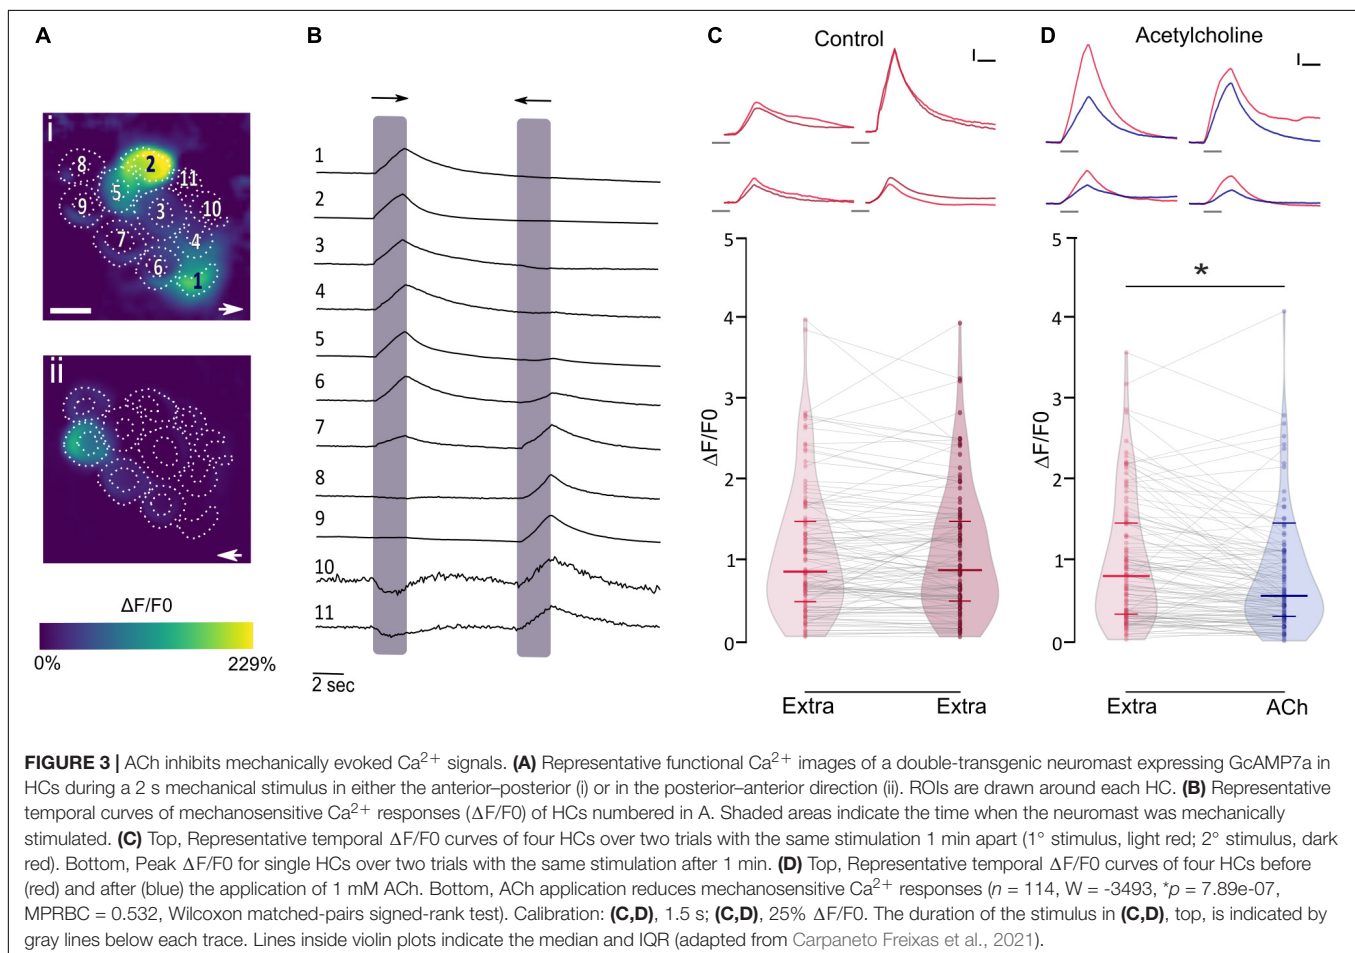 A
B
C
Control
D
Acetylcholine
i
8
2
11
5
9
3
10
7
4
6
1
ii
ΔF/F0
0%
229%
1
2
3
4
5
6
7
8
9
10
11
2 sec
5
4
3
2
1
0
ΔF/F0
Extra
Extra
5
4
3
2
1
0
ΔF/F0
*
Extra
ACh
FIGURE 3 | ACh inhibits mechanically evoked Ca2+ signals. (A) Representative functional Ca2+ images of a double-transgenic neuromast expressing GcAMP7a in
HCs during a 2 s mechanical stimulus in either the anterior–posterior (i) or in the posterior–anterior direction (ii). ROIs are drawn around each HC. (B) Representative
temporal curves of mechanosensitive Ca2+ responses (ΔF/F0) of HCs numbered in A. Shaded areas indicate the time when the neuromast was mechanically
stimulated. (C) Top, Representative temporal ΔF/F0 curves of four HCs over two trials with the same stimulation 1 min apart (1° stimulus, light red; 2° stimulus, dark
red). Bottom, Peak ΔF/F0 for single HCs over two trials with the same stimulation after 1 min. (D) Top, Representative temporal ΔF/F0 curves of four HCs before
(red) and after (blue) the application of 1 mM ACh. Bottom, ACh application reduces mechanosensitive Ca2+ responses (n = 114, W = -3493, *p = 7.89e-07,
MPRBC = 0.532, Wilcoxon matched-pairs signed-rank test). Calibration: (C,D), 1.5 s; (C,D), 25% ΔF/F0. The duration of the stimulus in (C,D), top, is indicated by
gray lines below each trace. Lines inside violin plots indicate the median and IQR (adapted from Carpaneto Freixas et al., 2021).